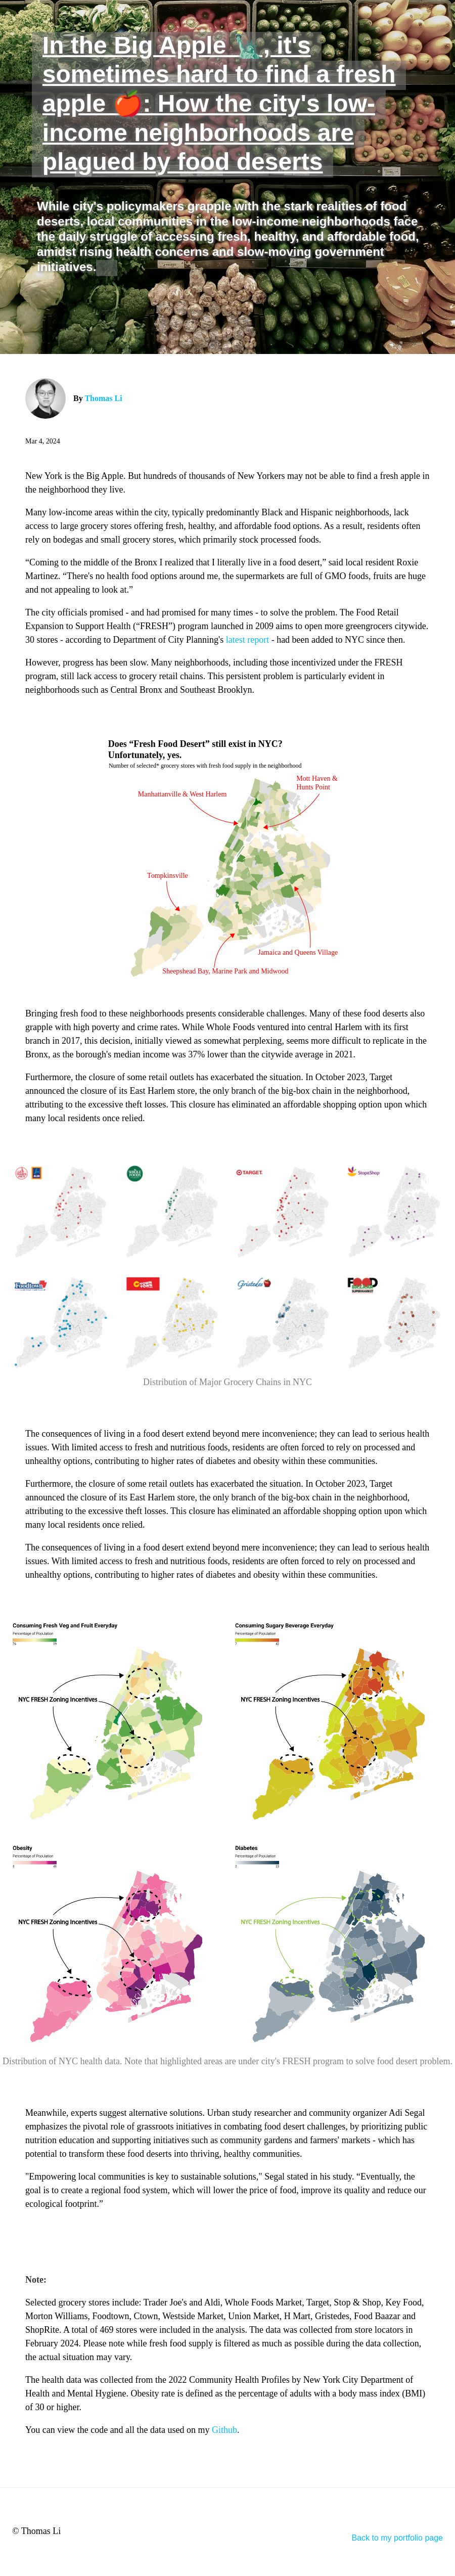 In the Big Apple 🗽, it's
sometimes hard to find a fresh
apple 🍎: How the city's low-
income neighborhoods are
plagued by food deserts
While city's policymakers grapple with the stark realities of food
deserts, local communities in the low-income neighborhoods face
the daily struggle of accessing fresh, healthy, and affordable food,
amidst rising health concerns and slow-moving government
initiatives.
By Thomas Li
Mar 4, 2024
New York is the Big Apple. But hundreds of thousands of New Yorkers may not be able to find a fresh apple in
the neighborhood they live.
Many low-income areas within the city, typically predominantly Black and Hispanic neighborhoods, lack
access to large grocery stores offering fresh, healthy, and affordable food options. As a result, residents often
rely on bodegas and small grocery stores, which primarily stock processed foods.
“Coming to the middle of the Bronx I realized that I literally live in a food desert,” said local resident Roxie
Martinez. “There's no health food options around me, the supermarkets are full of GMO foods, fruits are huge
and not appealing to look at.”
The city officials promised - and had promised for many times - to solve the problem. The Food Retail
Expansion to Support Health (“FRESH”) program launched in 2009 aims to open more greengrocers citywide.
30 stores - according to Department of City Planning's latest report - had been added to NYC since then.
However, progress has been slow. Many neighborhoods, including those incentivized under the FRESH
program, still lack access to grocery retail chains. This persistent problem is particularly evident in
neighborhoods such as Central Bronx and Southeast Brooklyn.
Does “Fresh Food Desert” still exist in NYC?
Unfortunately, yes.
Number of selected* grocery stores with fresh food supply in the neighborhood
Mott Haven &
Hunts Point
Manhattanville & West Harlem
Tompkinsville
Jamaica and Queens Village
Sheepshead Bay, Marine Park and Midwood
Bringing fresh food to these neighborhoods presents considerable challenges. Many of these food deserts also
grapple with high poverty and crime rates. While Whole Foods ventured into central Harlem with its first
branch in 2017, this decision, initially viewed as somewhat perplexing, seems more difficult to replicate in the
Bronx, as the borough's median income was 37% lower than the citywide average in 2021.
Furthermore, the closure of some retail outlets has exacerbated the situation. In October 2023, Target
announced the closure of its East Harlem store, the only branch of the big-box chain in the neighborhood,
attributing to the excessive theft losses. This closure has eliminated an affordable shopping option upon which
many local residents once relied.
WHOLE FOODS
TARGET
Stop&Shop
Foodtown
Gristedes
FOOD
Distribution of Major Grocery Chains in NYC
The consequences of living in a food desert extend beyond mere inconvenience; they can lead to serious health
issues. With limited access to fresh and nutritious foods, residents are often forced to rely on processed and
unhealthy options, contributing to higher rates of diabetes and obesity within these communities.
Furthermore, the closure of some retail outlets has exacerbated the situation. In October 2023, Target
announced the closure of its East Harlem store, the only branch of the big-box chain in the neighborhood,
attributing to the excessive theft losses. This closure has eliminated an affordable shopping option upon which
many local residents once relied.
The consequences of living in a food desert extend beyond mere inconvenience; they can lead to serious health
issues. With limited access to fresh and nutritious foods, residents are often forced to rely on processed and
unhealthy options, contributing to higher rates of diabetes and obesity within these communities.
Consuming Fresh Veg and Fruit Everyday
Percentage of Population
NYC FRESH Zoning Incentives
Consuming Sugary Beverage Everyday
Percentage of Population
NYC FRESH Zoning Incentives
Obesity
Percentage of Population
NYC FRESH Zoning Incentives
Diabetes
Percentage of Population
NYC FRESH Zoning Incentives
Distribution of NYC health data. Note that highlighted areas are under city's FRESH program to solve food desert problem.
Meanwhile, experts suggest alternative solutions. Urban study researcher and community organizer Adi Segal
emphasizes the pivotal role of grassroots initiatives in combating food desert challenges, by prioritizing public
nutrition education and supporting initiatives such as community gardens and farmers' markets - which has
potential to transform these food deserts into thriving, healthy communities.
"Empowering local communities is key to sustainable solutions," Segal stated in his study. “Eventually, the
goal is to create a regional food system, which will lower the price of food, improve its quality and reduce our
ecological footprint.”
Note:
Selected grocery stores include: Trader Joe's and Aldi, Whole Foods Market, Target, Stop & Shop, Key Food,
Morton Williams, Foodtown, Ctown, Westside Market, Union Market, H Mart, Gristedes, Food Baazar and
ShopRite. A total of 469 stores were included in the analysis. The data was collected from store locators in
February 2024. Please note while fresh food supply is filtered as much as possible during the data collection,
the actual situation may vary.
The health data was collected from the 2022 Community Health Profiles by New York City Department of
Health and Mental Hygiene. Obesity rate is defined as the percentage of adults with a body mass index (BMI)
of 30 or higher.
You can view the code and all the data used on my Github.
© Thomas Li
Back to my portfolio page